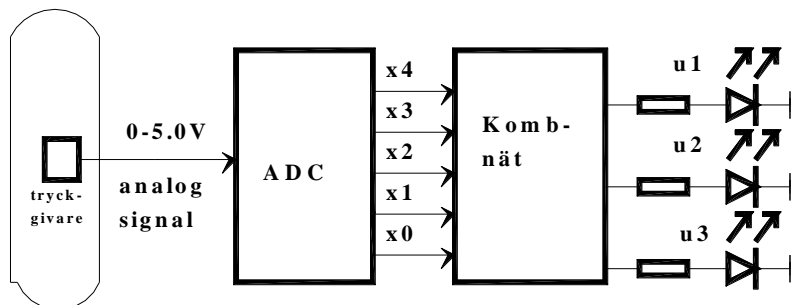 tryck-
givare
0-5.0V
analog
signal
ADC
x4
x3
x2
x1
x0
Komb-
nät
u1
u2
u3